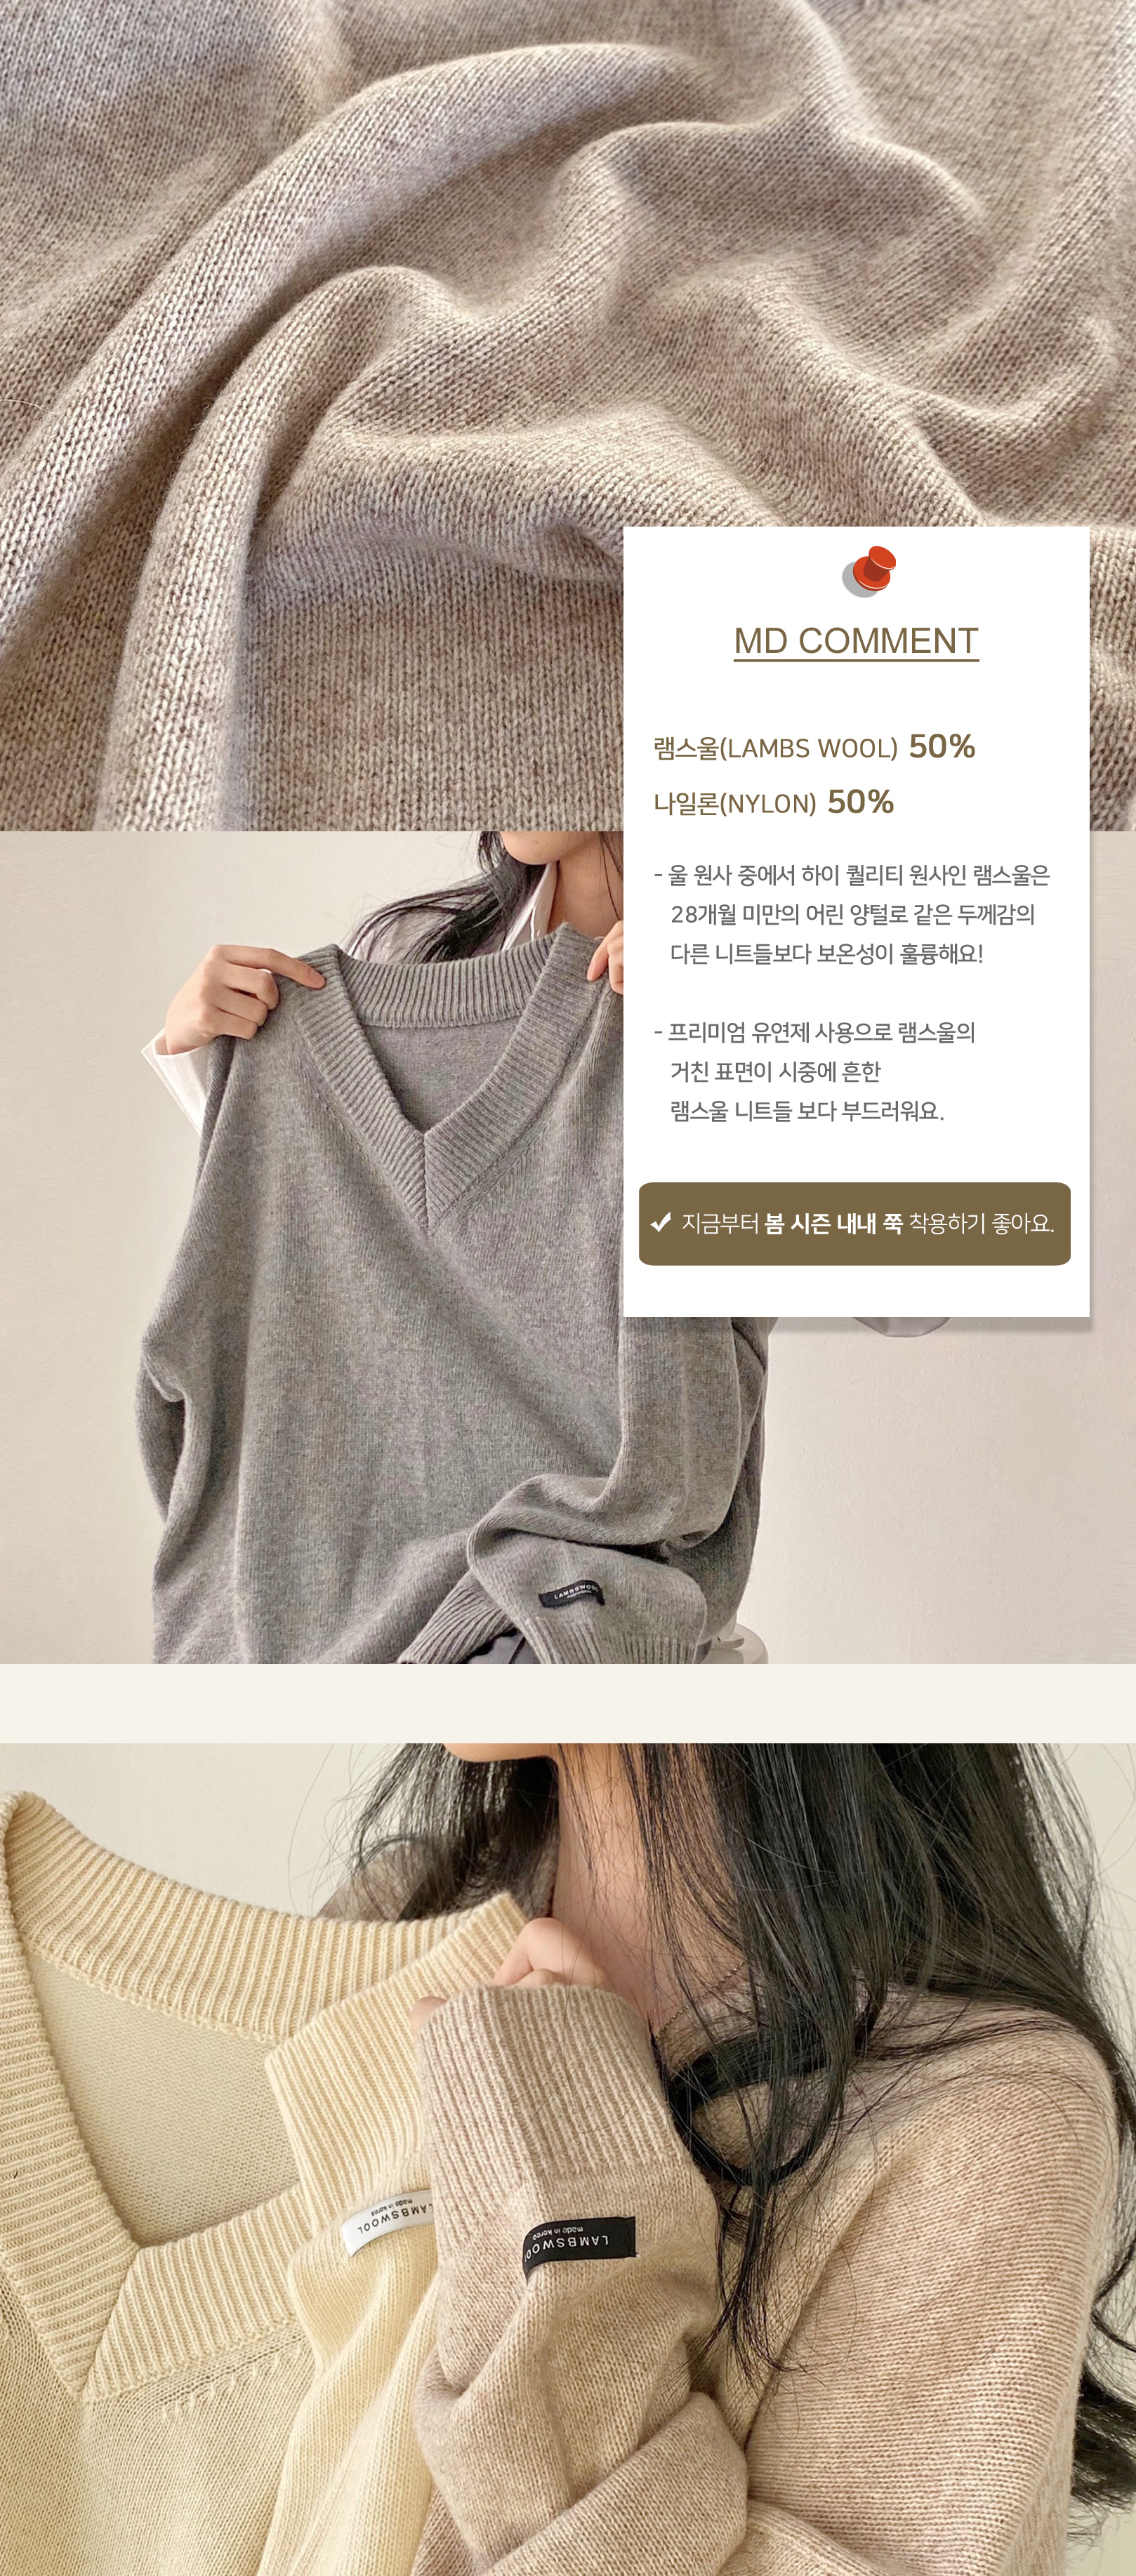 MD COMMENT
램스울(LAMBS WOOL) 50%
나일론(NYLON) 50%
- 울 원사 중에서 하이 퀄리티 원사인 램스울은
28개월 미만의 어린 양털로 같은 두께감의
다른 니트들보다 보온성이 훌륭해요!
- 프리미엄 유연제 사용으로 램스울의
거친 표면이 시중에 흔한
램스울 니트들 보다 부드러워요.
지금부터 봄 시즌 내내 쭉 착용하기 좋아요.
LAMBSWOOL
LAMBSWOOL
made in korea
LAMBSWOOL
made in korea